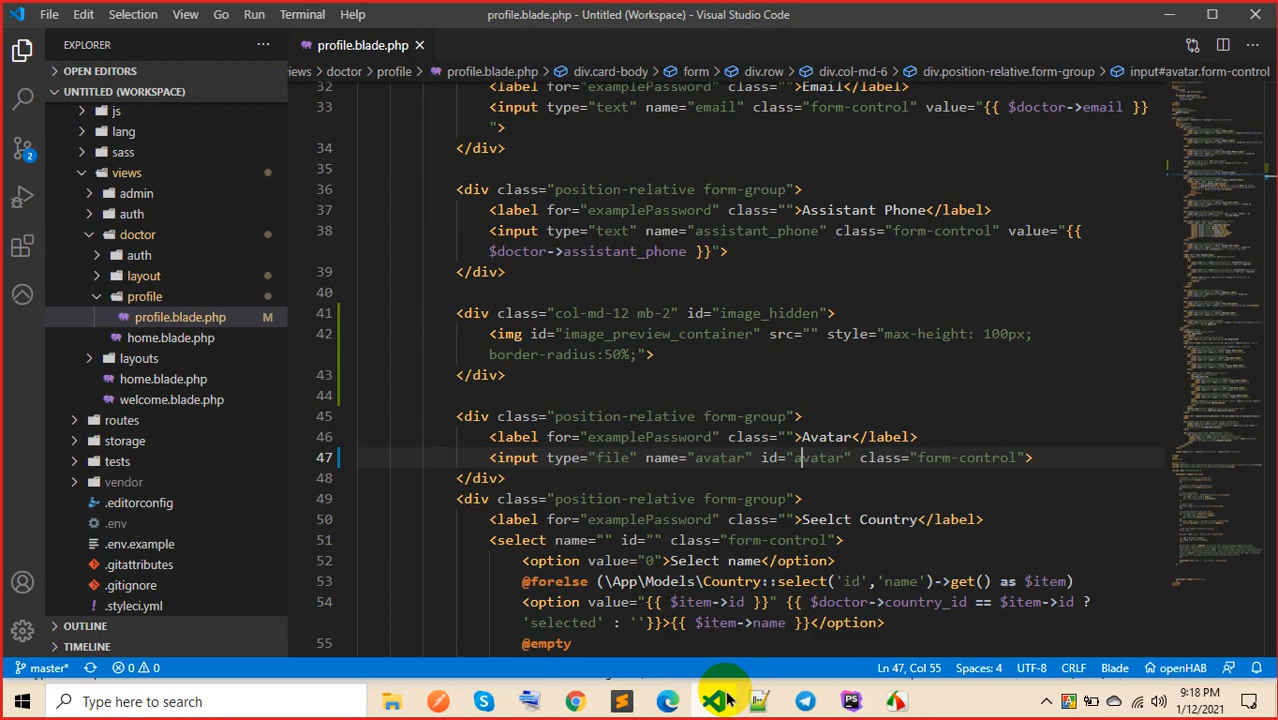 File Edit Selection View Go Run Terminal Help profile.blade.php - Untitled (Workspace) - Visual Studio Code
EXPLORER
profile.blade.php
OPEN EDITORS
iews doctor profile profile.blade.php div.card-body form div.row div.col-md-6 div.position-relative.form-group input#avatar.form-control
UNTITLED (WORKSPACE)
js
lang
sass
views
admin
auth
doctor
auth
layout
profile
profile.blade.php M
home.blade.php
layouts
home.blade.php
welcome.blade.php
routes
storage
tests
vendor
.editorconfig
.env
.env.example
.gitattributes
.gitignore
.styleci.yml
OUTLINE
TIMELINE
32 <label for="examplePassword" class="">Email</label>
33 <input type="text" name="email" class="form-control" value="{{ $doctor->email }}
">
34 </div>
35
36 <div class="position-relative form-group">
37 <label for="examplePassword" class="">Assistant Phone</label>
38 <input type="text" name="assistant_phone" class="form-control" value="{{
$doctor->assistant_phone }}">
39 </div>
40
41 <div class="col-md-12 mb-2" id="image_hidden">
42 <img id="image_preview_container" src="" style="max-height: 100px;
border-radius:50%;">
43 </div>
44
45 <div class="position-relative form-group">
46 <label for="examplePassword" class="">Avatar</label>
47 <input type="file" name="avatar" id="avatar" class="form-control">
48 </div>
49 <div class="position-relative form-group">
50 <label for="examplePassword" class="">Seelct Country</label>
51 <select name="" id="" class="form-control">
52 <option value="0">Select name</option>
53 @forelse (\App\Models\Country::select('id','name')->get() as $item)
54 <option value="{{ $item->id }}" {{ $doctor->country_id == $item->id ?
'selected' : ''}}>{{ $item->name }}</option>
55 @empty
2
master* 0 0 Ln 47, Col 55 Spaces: 4 UTF-8 CRLF Blade openHAB
Type here to search
9:18 PM
1/12/2021